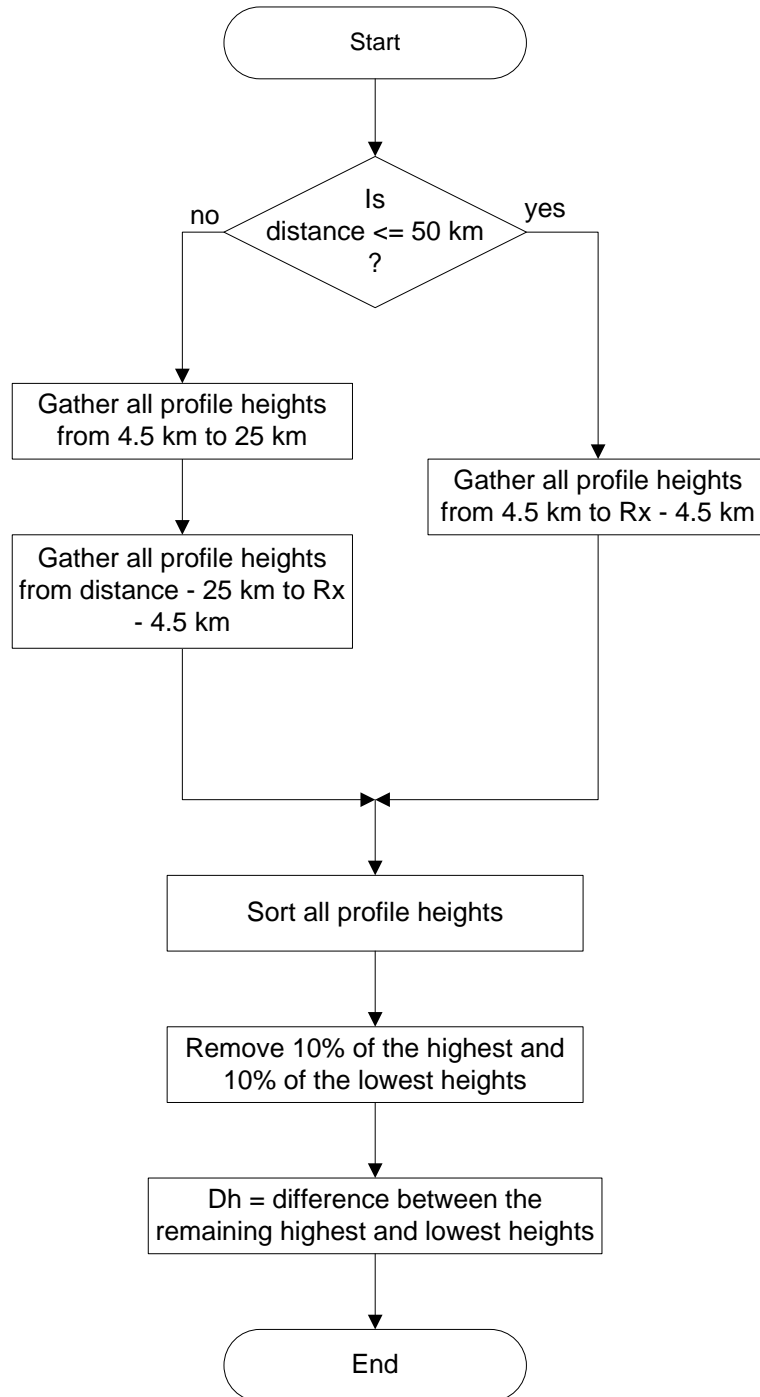 Start
Is
distance <= 50 km
?
no
yes
Gather all profile heights
from 4.5 km to 25 km
Gather all profile heights
from distance - 25 km to Rx
- 4.5 km
Gather all profile heights
from 4.5 km to Rx - 4.5 km
Sort all profile heights
Remove 10% of the highest and
10% of the lowest heights
Dh = difference between the
remaining highest and lowest heights
End